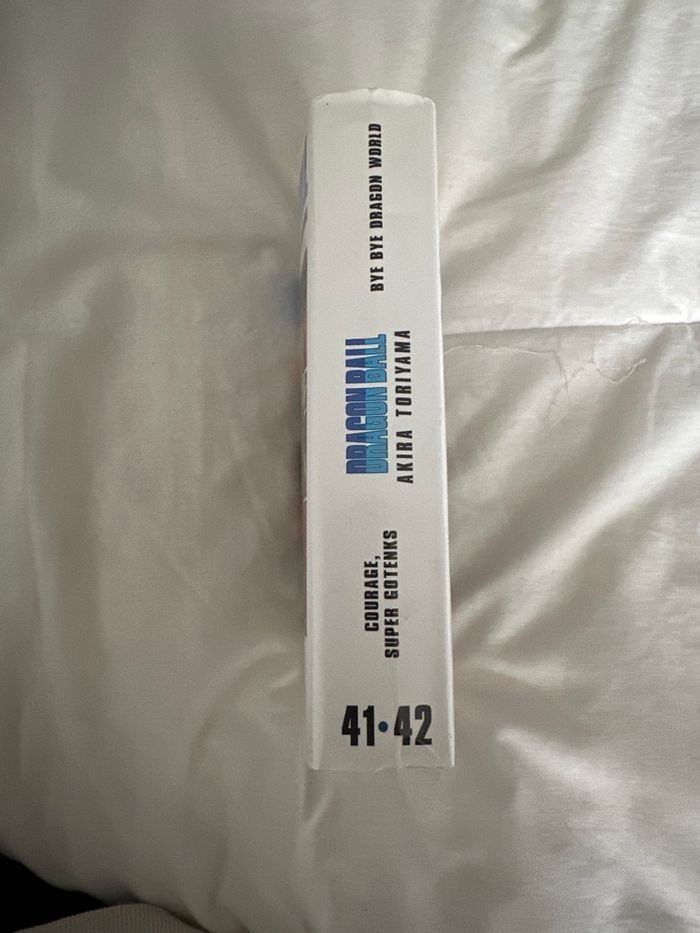 41•42
COURAGE,
SUPER GOTENKS
DRAGON BALL
AKIRA TORIYAMA
BYE BYE DRAGON WORLD